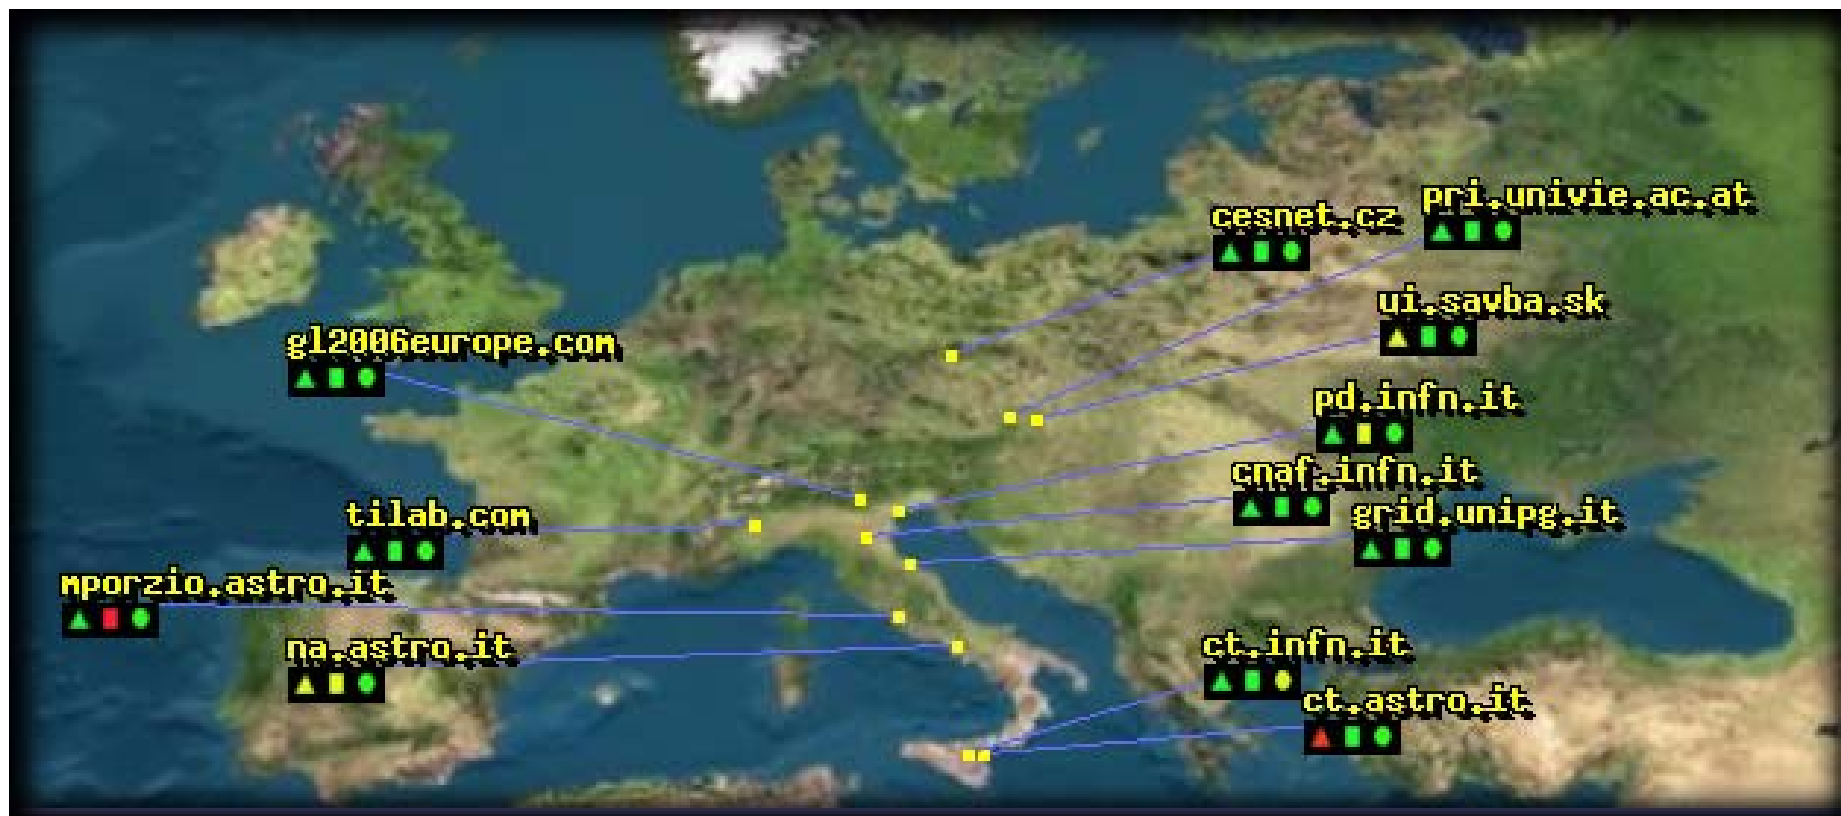 pri.univie.ac.at
cesnet.cz
ui.savba.sk
gl2006europe.com
pd.infn.it
cnaf.infn.it
grid.unipg.it
tilab.com
mporzio.astro.it
na.astro.it
ct.infn.it
ct.astro.it